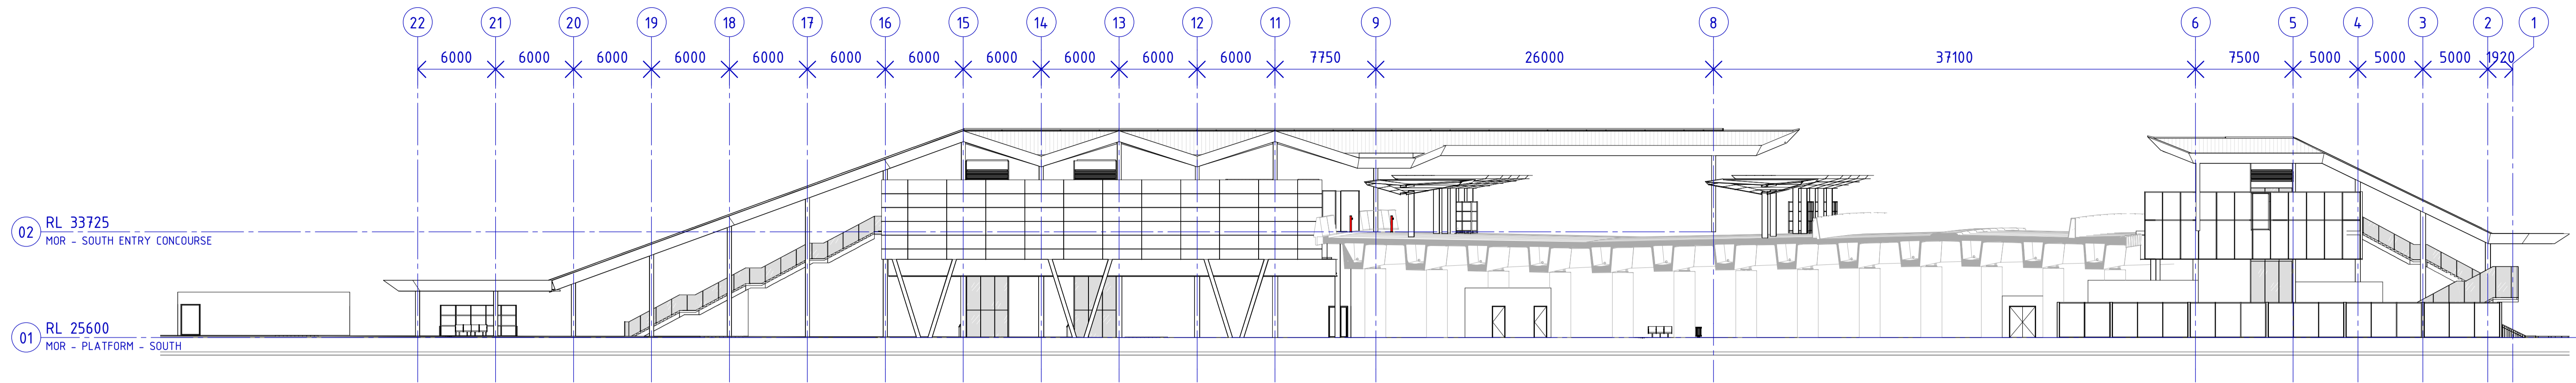 22 21 20 19 18 17 16 15 14 13 12 11 9 8 6 5 4 3 2 1
6000 6000 6000 6000 6000 6000 6000 6000 6000 6000 6000 7750 26000 37100 7500 5000 5000 5000 1920
02 RL 33725
MOR - SOUTH ENTRY CONCOURSE
01 RL 25600
MOR - PLATFORM - SOUTH